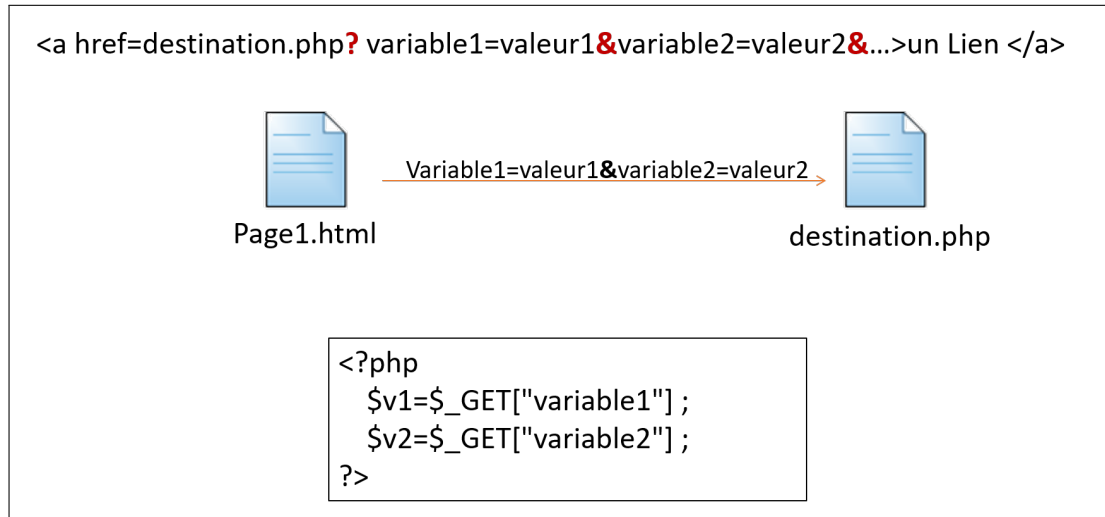 <a href=destination.php? variable1=valeur1&variable2=valeur2&...>un Lien </a>
Variable1=valeur1&variable2=valeur2
Page1.html
destination.php
<?php
$v1=$_GET["variable1"] ;
$v2=$_GET["variable2"] ;
?>